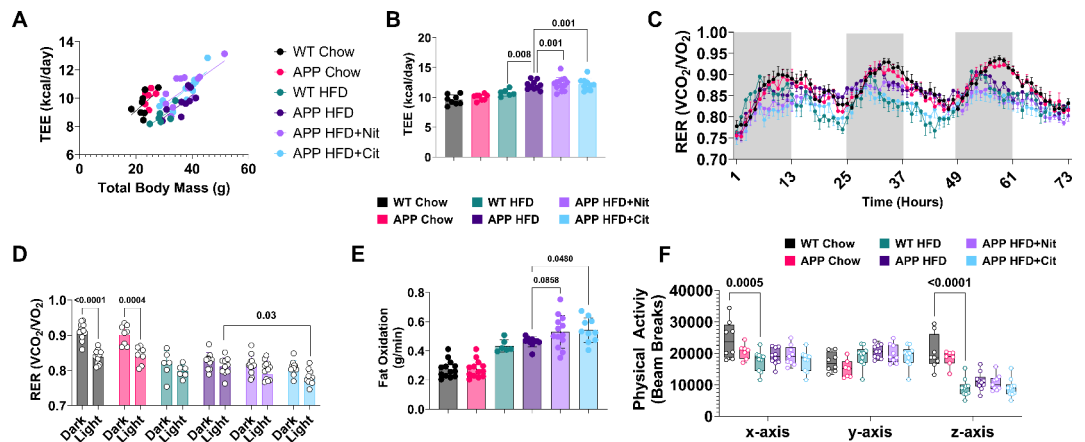 A
TEE (kcal/day)
14
12
10
8
6
0
20
40
60
Total Body Mass (g)
WT Chow
APP Chow
WT HFD
APP HFD
APP HFD+Nit
APP HFD+Cit
B
TEE (kcal/day)
20
15
10
5
0
0.008
0.001
0.001
WT Chow
WT HFD
APP HFD+Nit
APP Chow
APP HFD
APP HFD+Cit
C
RER (VCO2/VO2)
1.00
0.95
0.90
0.85
0.80
0.75
0.70
1
13
25
37
49
61
73
Time (Hours)
D
RER (VCO2/VO2)
1.0
0.9
0.8
0.7
<0.0001
0.0004
0.03
Dark
Light
Dark
Light
Dark
Light
Dark
Light
Dark
Light
Dark
Light
E
Fat Oxidation
(g/min)
0.8
0.6
0.4
0.2
0.0
0.0858
0.0480
F
WT Chow
WT HFD
APP HFD+Nit
APP Chow
APP HFD
APP HFD+Cit
Physical Activiy
(Beam Breaks)
40000
30000
20000
10000
0
0.0005
<0.0001
x-axis
y-axis
z-axis